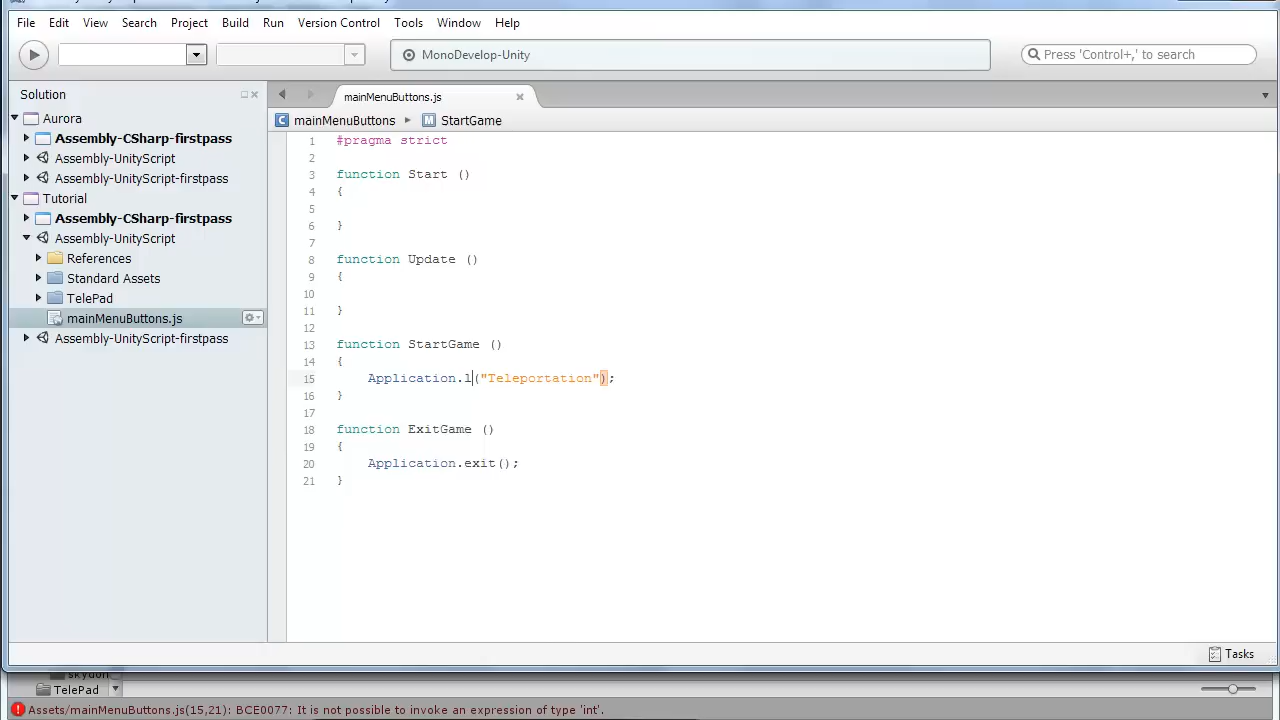 File Edit View Search Project Build Run Version Control Tools Window Help
MonoDevelop-Unity
Press 'Control+,' to search
Solution
Aurora
Assembly-CSharp-firstpass
Assembly-UnityScript
Assembly-UnityScript-firstpass
Tutorial
Assembly-CSharp-firstpass
Assembly-UnityScript
References
Standard Assets
TelePad
mainMenuButtons.js
Assembly-UnityScript-firstpass
mainMenuButtons.js
mainMenuButtons StartGame
1 #pragma strict
2
3 function Start ()
4 {
5
6 }
7
8 function Update ()
9 {
10
11 }
12
13 function StartGame ()
14 {
15 Application.l("Teleportation");
16 }
17
18 function ExitGame ()
19 {
20 Application.exit();
21 }
Tasks
TelePad
Assets/mainMenuButtons.js(15,21): BCE0077: It is not possible to invoke an expression of type 'int'.